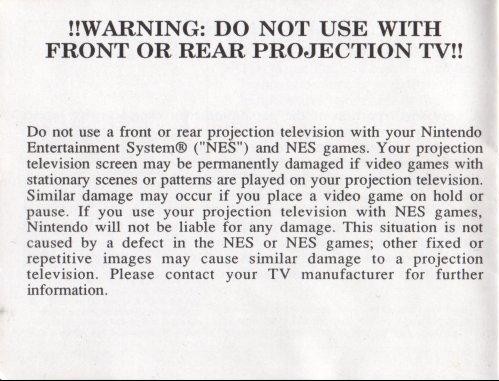 !!WARNING: DO NOT USE WITH
FRONT OR REAR PROJECTION TV!!
Do not use a front or rear projection television with your Nintendo
Entertainment System® ("NES") and NES games. Your projection
television screen may be permanently damaged if video games with
stationary scenes or patterns are played on your projection television.
Similar damage may occur if you place a video game on hold or
pause. If you use your projection television with NES games,
Nintendo will not be liable for any damage. This situation is not
caused by a defect in the NES or NES games; other fixed or
repetitive images may cause similar damage to a projection
television. Please contact your TV manufacturer for further
information.